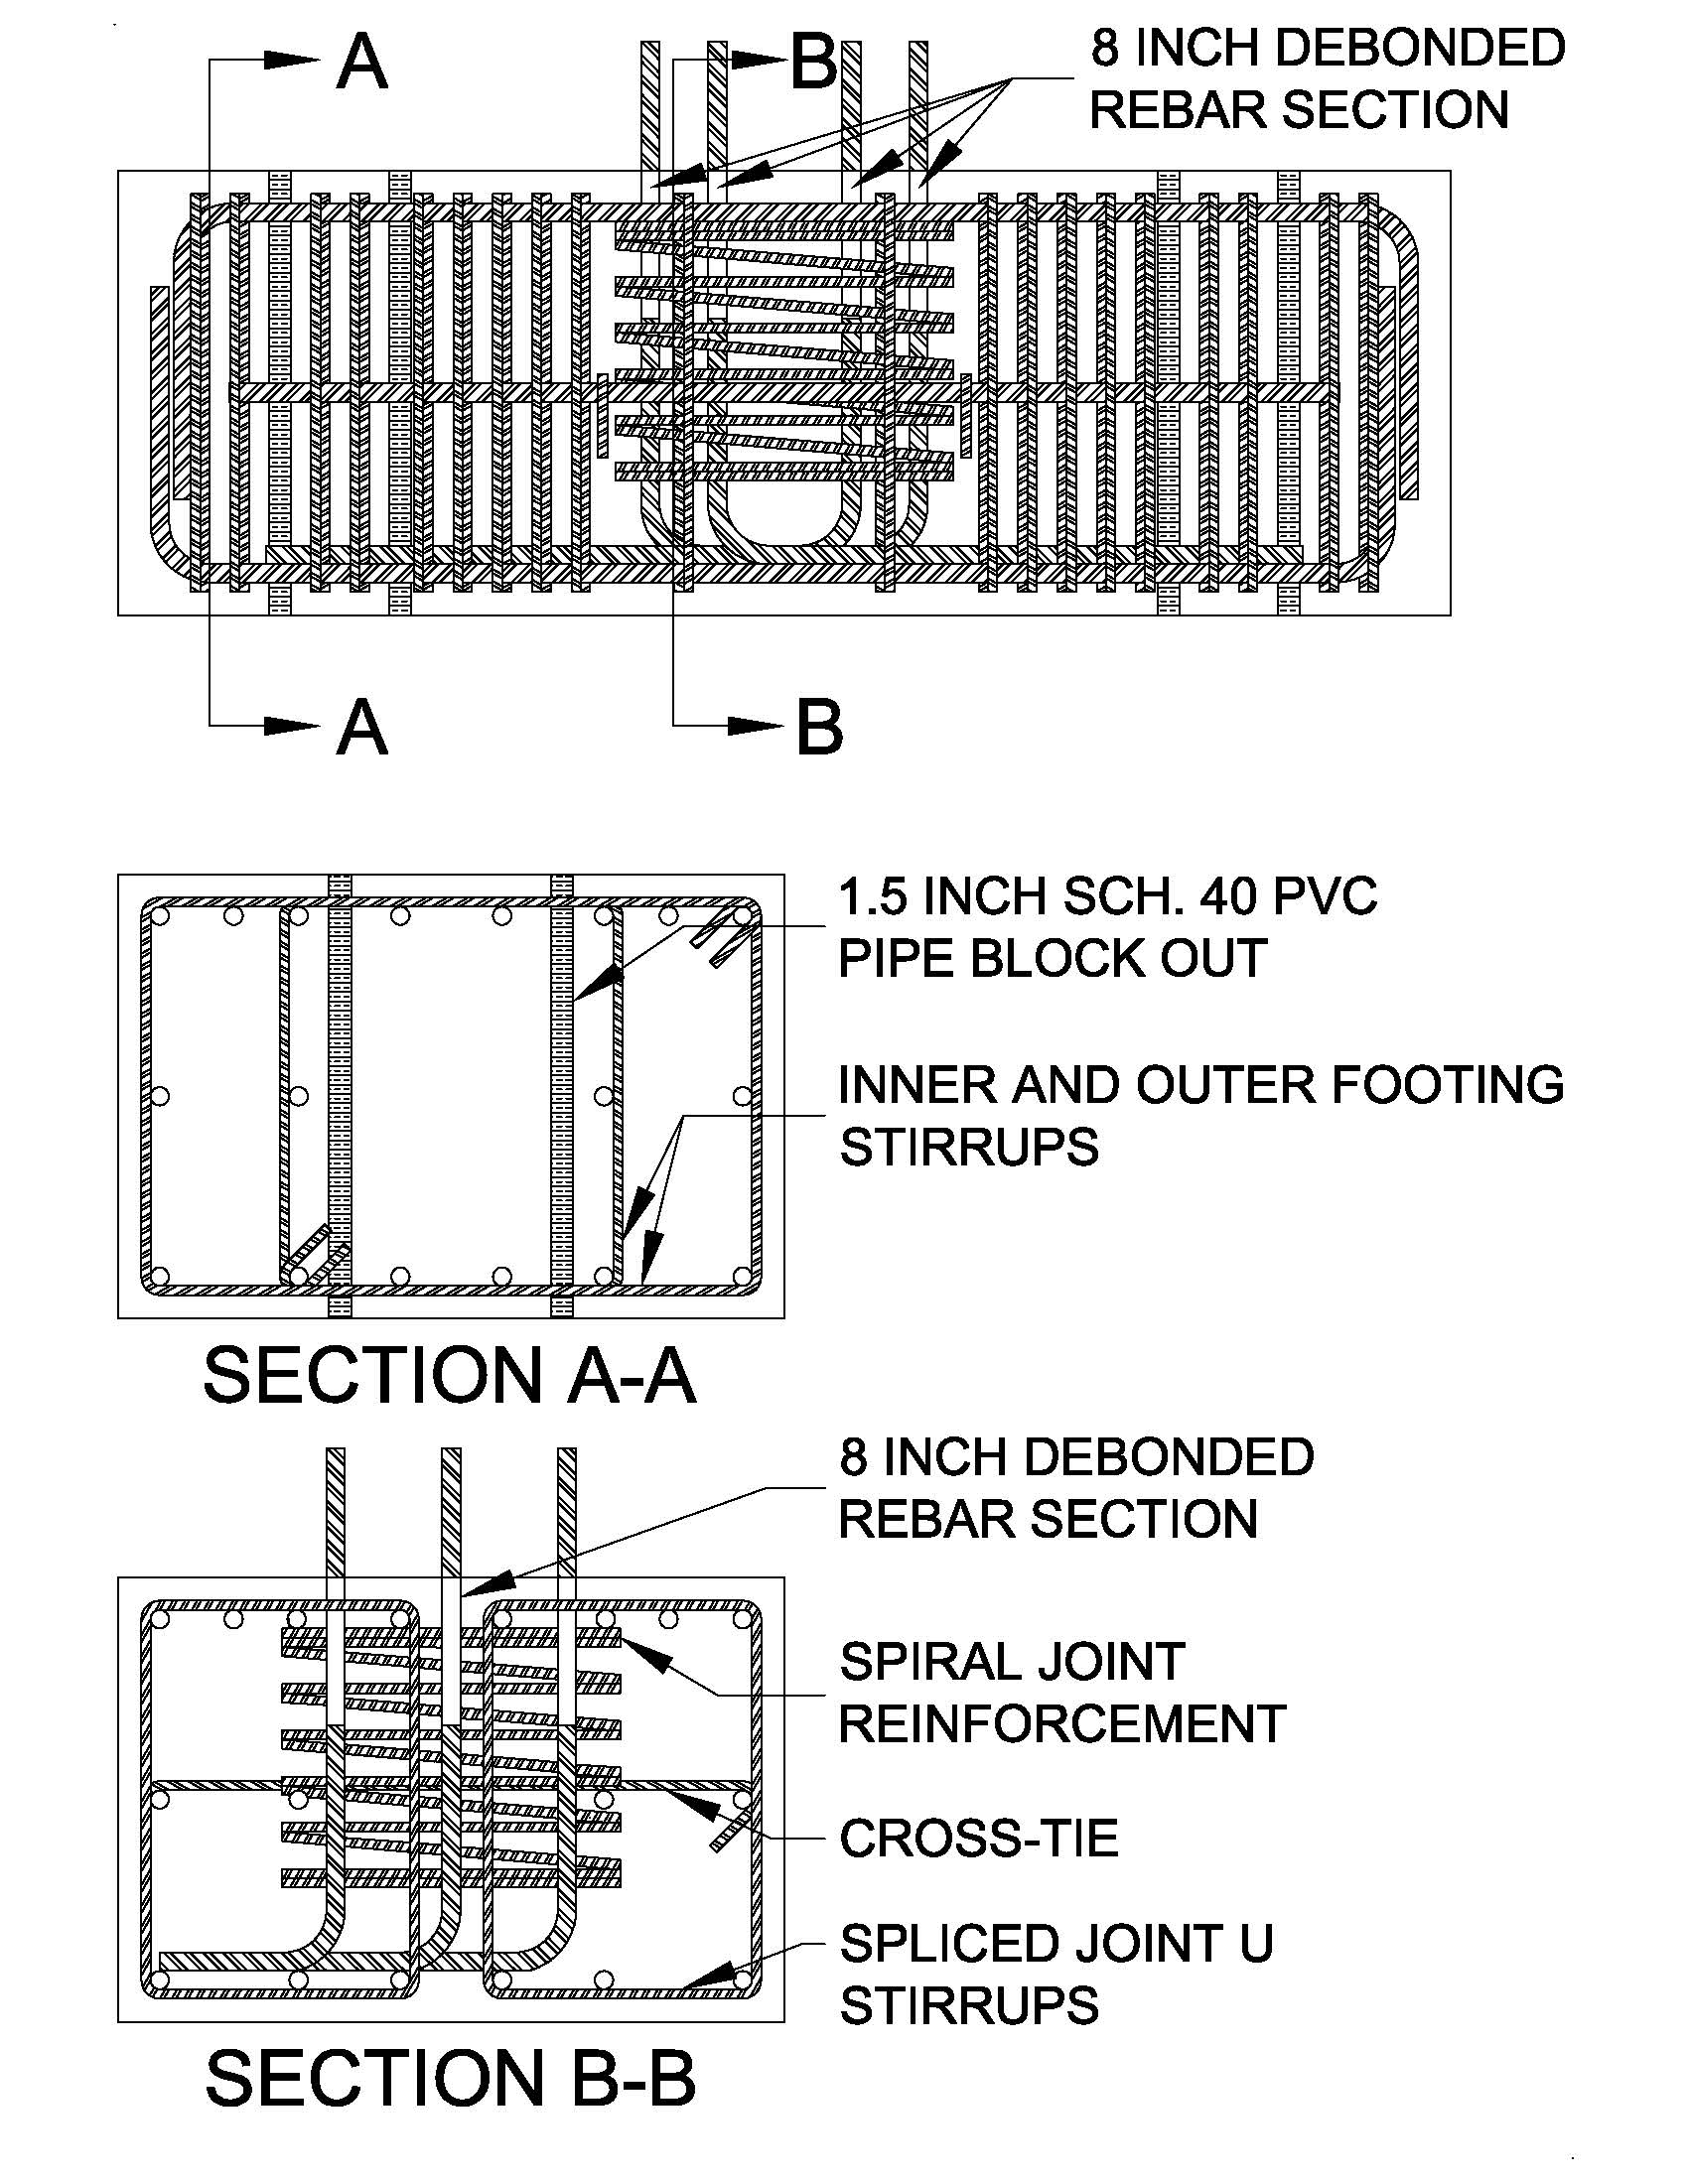 A
B
8 INCH DEBONDED
REBAR SECTION
A
B
1.5 INCH SCH. 40 PVC
PIPE BLOCK OUT
INNER AND OUTER FOOTING
STIRRUPS
SECTION A-A
8 INCH DEBONDED
REBAR SECTION
SPIRAL JOINT
REINFORCEMENT
CROSS-TIE
SPLICED JOINT U
STIRRUPS
SECTION B-B